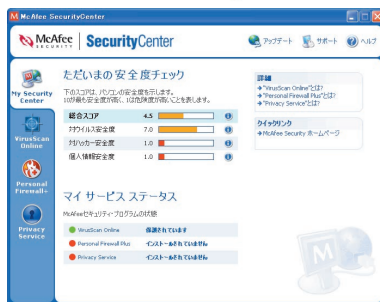 McAfee SecurityCenter
McAfee SECURITY SecurityCenter
アップデート サポート ヘルプ
My Security Center
VirusScan Online
Personal Firewall+
Privacy Service
ただいまの安全度チェック
下のスコアは、パソコンの安全度を示します。
10が最も安全度が高く、1は危険度が高いことを表します。
総合スコア 4.5
対ウイルス安全度 7.0
対ハッカー安全度 1.0
個人情報安全度 1.0
マイ サービス ステータス
McAfeeセキュリティ・プログラムの状態
VirusScan Online 保護されています
Personal Firewall Plus インストールされていません
Privacy Service インストールされていません
詳細
"VirusScan Online"とは?
"Personal Firewall Plus"とは?
"Privacy Service"とは?
クイックリンク
McAfee Security ホームページ